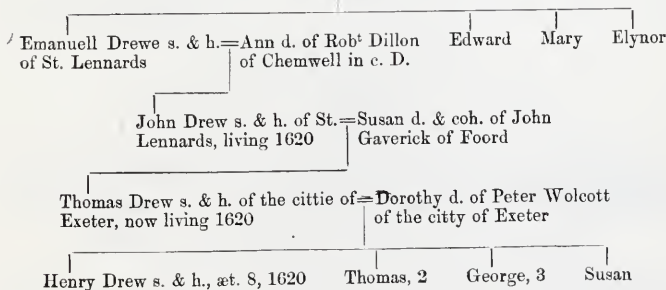 Emanuell Drewe s. & h.=Ann d. of Robᵗ Dillon Edward Mary Elynor
of St. Lennards of Chemwell in c. D.
John Drew s. & h. of St.=Susan d. & coh. of John
Lennards, living 1620 Gaverick of Foord
Thomas Drew s. & h. of the cittie of=Dorothy d. of Peter Wolcott
Exeter, now living 1620 of the citty of Exeter
Henry Drew s. & h., æt. 8, 1620 Thomas, 2 George, 3 Susan